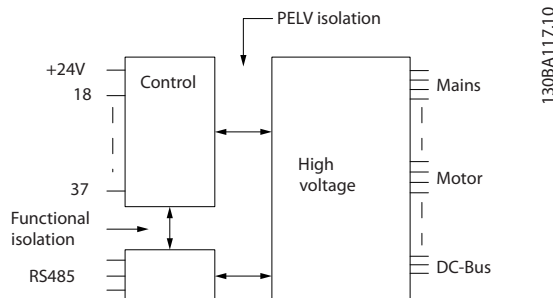 PELV isolation
+24V
18
37
Control
High
voltage
Mains
Motor
DC-Bus
Functional
isolation
RS485
130BA117.10